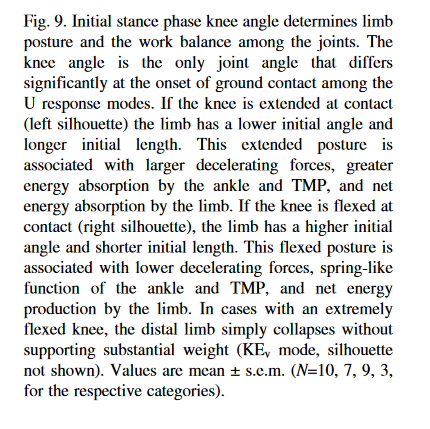 Fig. 9. Initial stance phase knee angle determines limb
posture and the work balance among the joints. The
knee angle is the only joint angle that differs
significantly at the onset of ground contact among the
U response modes. If the knee is extended at contact
(left silhouette) the limb has a lower initial angle and
longer initial length. This extended posture is
associated with larger decelerating forces, greater
energy absorption by the ankle and TMP, and net
energy absorption by the limb. If the knee is flexed at
contact (right silhouette), the limb has a higher initial
angle and shorter initial length. This flexed posture is
associated with lower decelerating forces, spring-like
function of the ankle and TMP, and net energy
production by the limb. In cases with an extremely
flexed knee, the distal limb simply collapses without
supporting substantial weight (KEv mode, silhouette
not shown). Values are mean ± s.e.m. (N=10, 7, 9, 3,
for the respective categories).